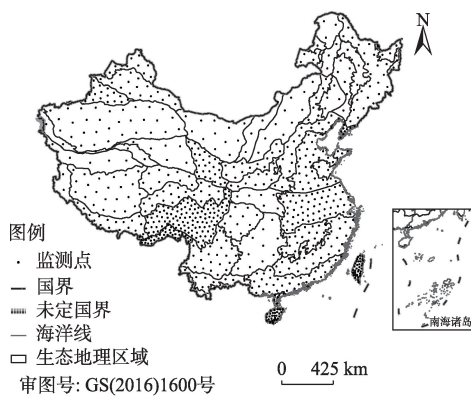 N
图例
监测点
国界
未定国界
海洋线
生态地理区域
审图号: GS(2016)1600号
0 425 km
南海诸岛